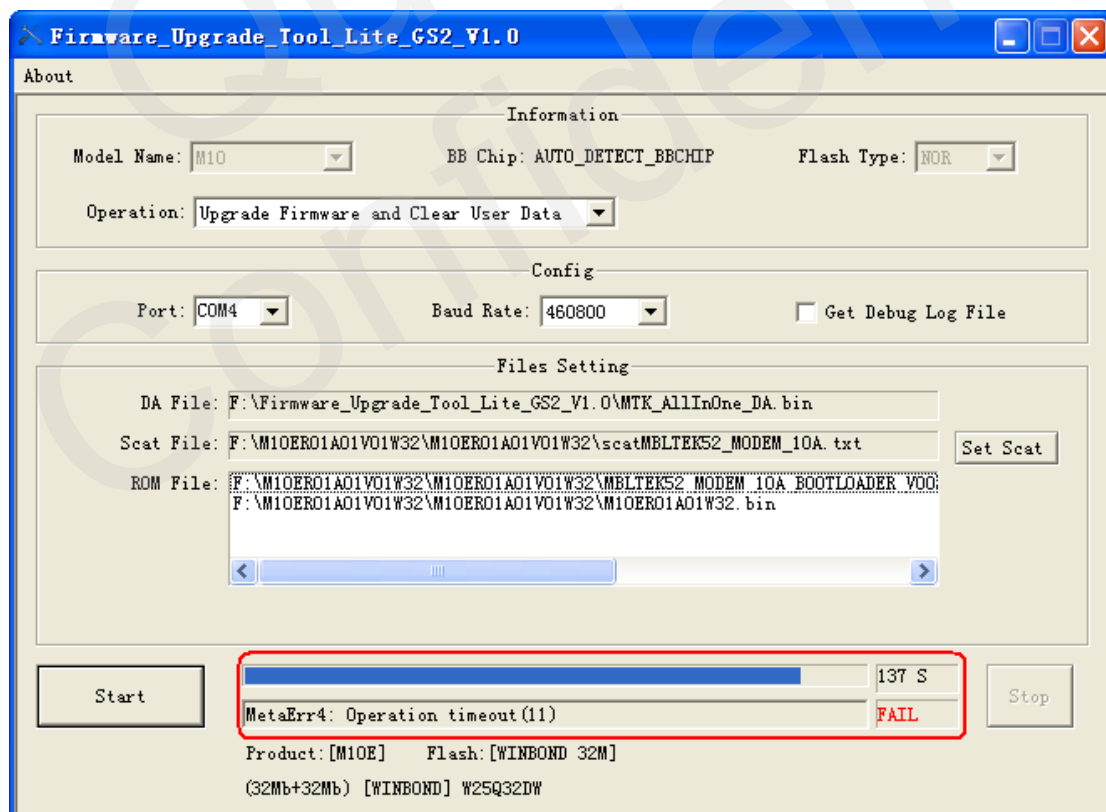 Firmware_Upgrade_Tool_Lite_GS2_V1.0
About
Information
Model Name: M10 BB Chip: AUTO_DETECT_BBCHIP Flash Type: NOR
Operation: Upgrade Firmware and Clear User Data
Config
Port: COM4 Baud Rate: 460800 Get Debug Log File
Files Setting
DA File: F:\Firmware_Upgrade_Tool_Lite_GS2_V1.0\MTK_AllInOne_DA.bin
Scat File: F:\M10ER01A01V01W32\M10ER01A01V01W32\scatMBLTEK52_MODEM_10A.txt Set Scat
ROM File: F:\M10ER01A01V01W32\M10ER01A01V01W32\MBLTEK52_MODEM_10A_BOOTLOADER_V00
F:\M10ER01A01V01W32\M10ER01A01V01W32\M10ER01A01W32.bin
Start 137 S Stop
MetaErr4: Operation timeout(11) FAIL
Product:[M10E] Flash:[WINBOND 32M]
(32Mb+32Mb) [WINBOND] W25Q32DW